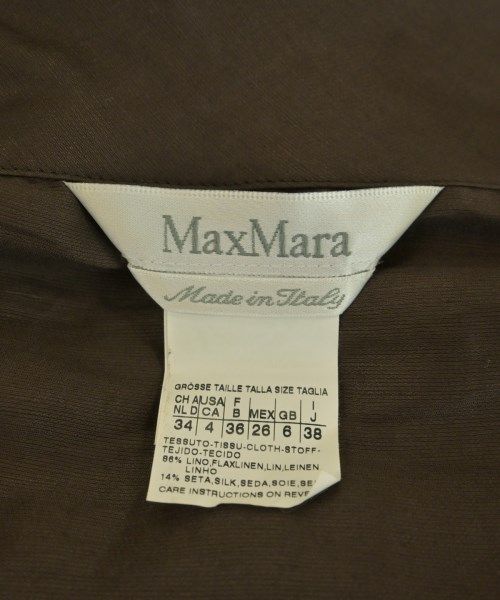 MaxMara
Made in Italy
GRÖSSE TAILLE TALLA SIZE TAGLIA
CH A USA F I
NL D CA B MEX GB J
34 4 36 26 6 38
TESSUTO-TISSU-CLOTH-STOFF-
TEJIDO-TECIDO
86% LINO,FLAX,LINEN,LIN,LEINEN
LINHO
14% SETA,SILK,SEDA,SOIE,
CARE INSTRUCTIONS ON